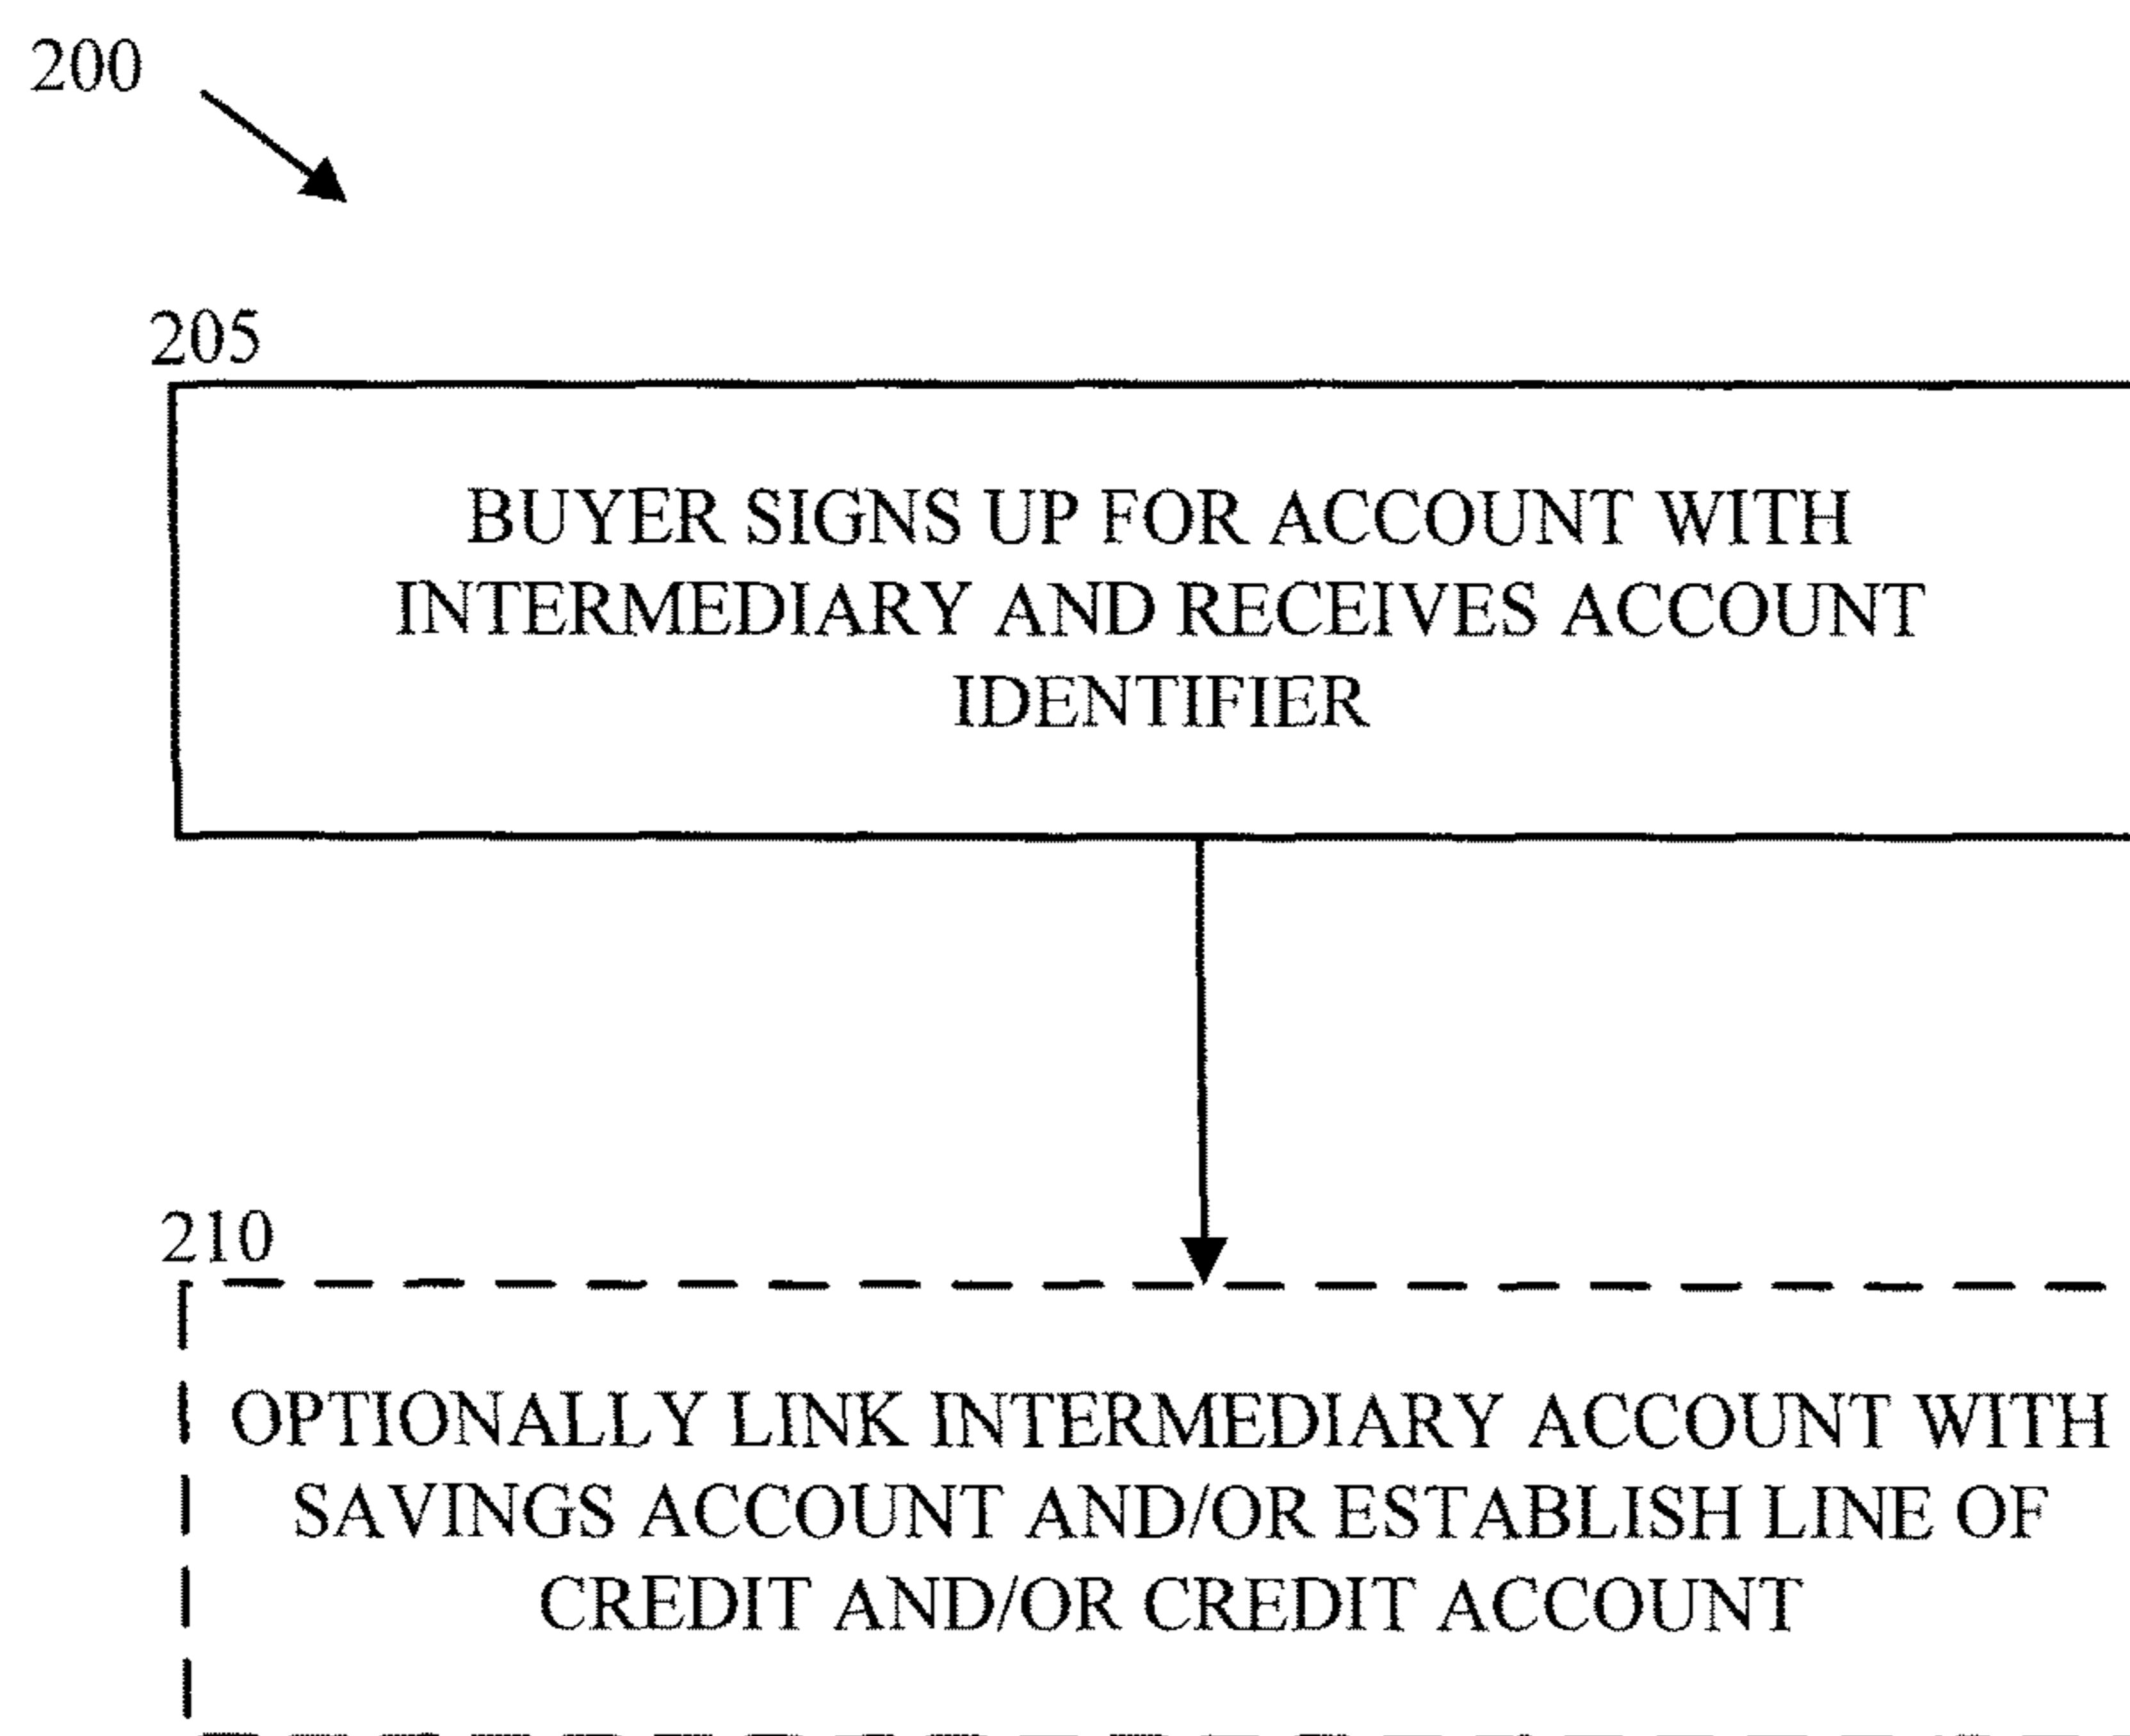 200
205
BUYER SIGNS UP FOR ACCOUNT WITH
INTERMEDIARY AND RECEIVES ACCOUNT
IDENTIFIER
210
OPTIONALLY LINK INTERMEDIARY ACCOUNT WITH
SAVINGS ACCOUNT AND/OR ESTABLISH LINE OF
CREDIT AND/OR CREDIT ACCOUNT